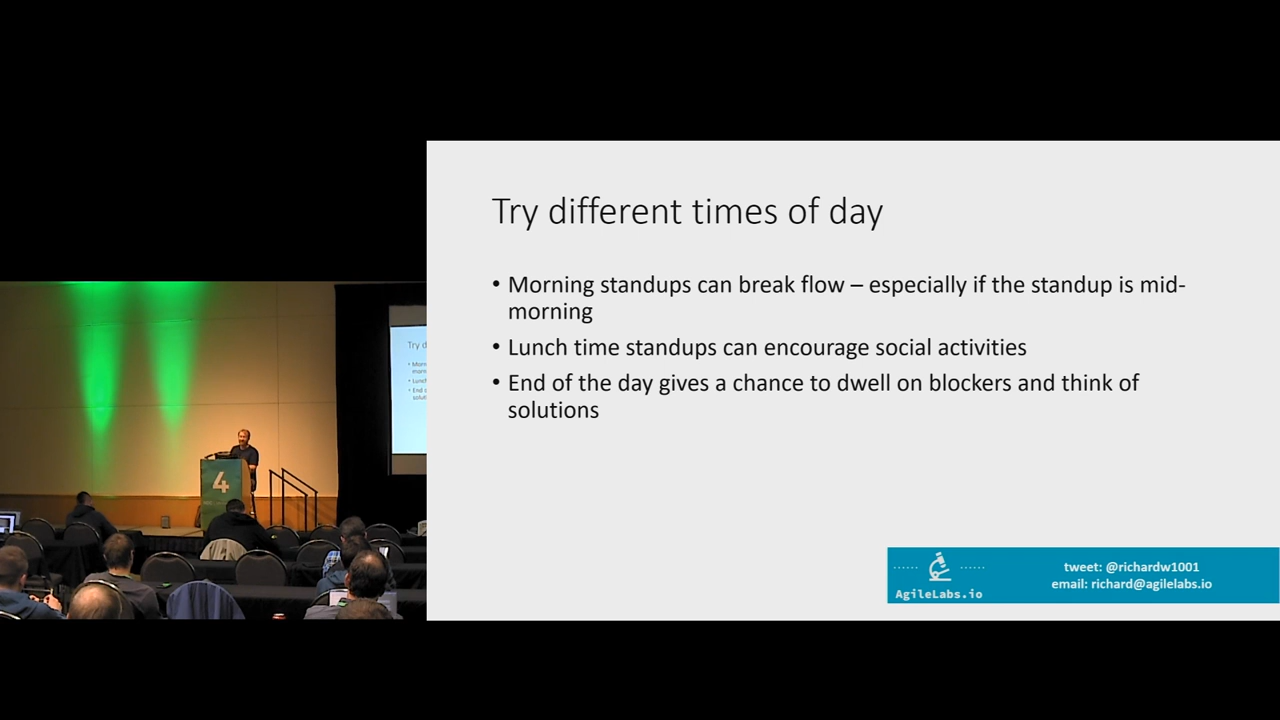 Try different times of day
• Morning standups can break flow – especially if the standup is mid-
morning
• Lunch time standups can encourage social activities
• End of the day gives a chance to dwell on blockers and think of
solutions
AgileLabs.io
tweet: @richardw1001
email: richard@agilelabs.io
4
Try d